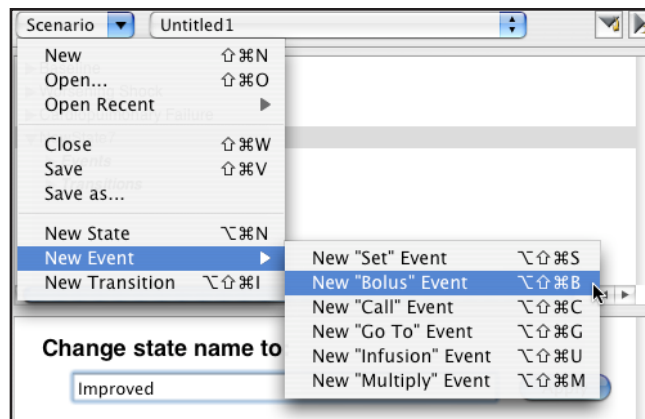 Scenario Untitled1
New ⇧⌘N
Open... ⇧⌘O
Open Recent
Close ⇧⌘W
Save ⇧⌘V
Save as...
New State ⌥⌘N
New Event
New Transition ⌥⇧⌘I
New "Set" Event ⌥⇧⌘S
New "Bolus" Event ⌥⇧⌘B
New "Call" Event ⌥⇧⌘C
New "Go To" Event ⌥⇧⌘G
New "Infusion" Event ⌥⇧⌘U
New "Multiply" Event ⌥⇧⌘M
Change state name to
Improved